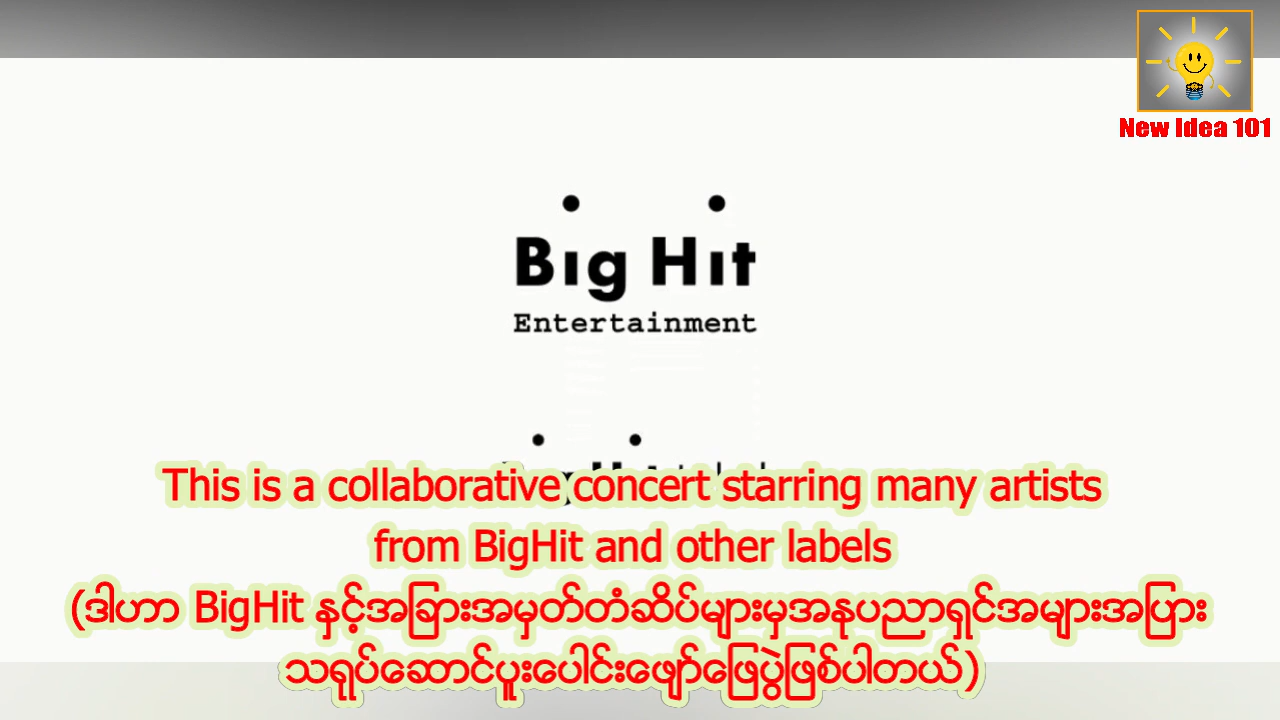 New Idea 101
Big Hit
Entertainment
This is a collaborative concert starring many artists
from BigHit and other labels
(ဒါဟာ BigHit နှင့်အခြားအမှတ်တံဆိပ်များမှအနုပညာရှင်အများအပြား
သရုပ်ဆောင်ပူးပေါင်းဖျော်ဖြေပွဲဖြစ်ပါတယ်)